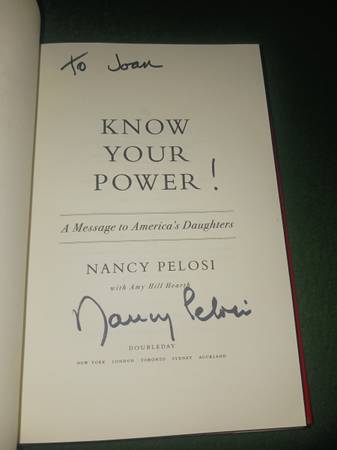 To Joan
KNOW
YOUR
POWER!
A Message to America's Daughters
NANCY PELOSI
with Amy Hill Hearth
Nancy Pelosi
DOUBLEDAY
NEW YORK LONDON TORONTO SYDNEY AUCKLAND